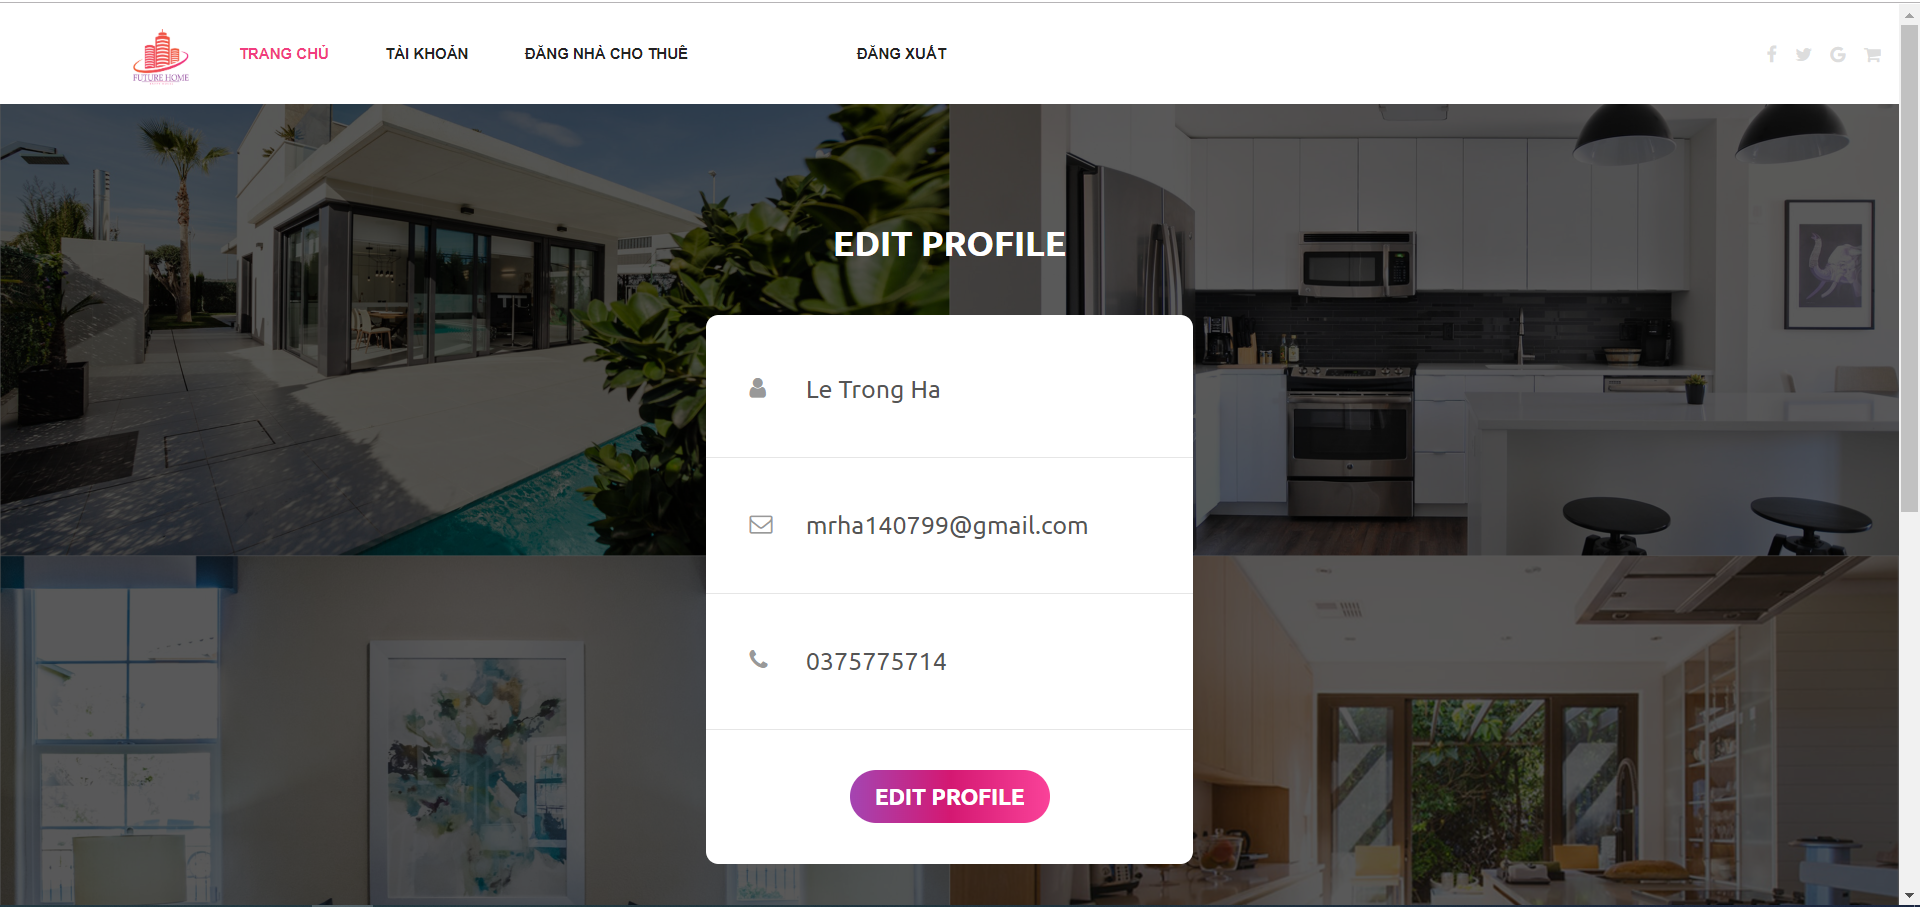 FUTURE HOME
TRANG CHỦ
TÀI KHOẢN
ĐĂNG NHÀ CHO THUÊ
ĐĂNG XUẤT
EDIT PROFILE
Le Trong Ha
mrha140799@gmail.com
0375775714
EDIT PROFILE